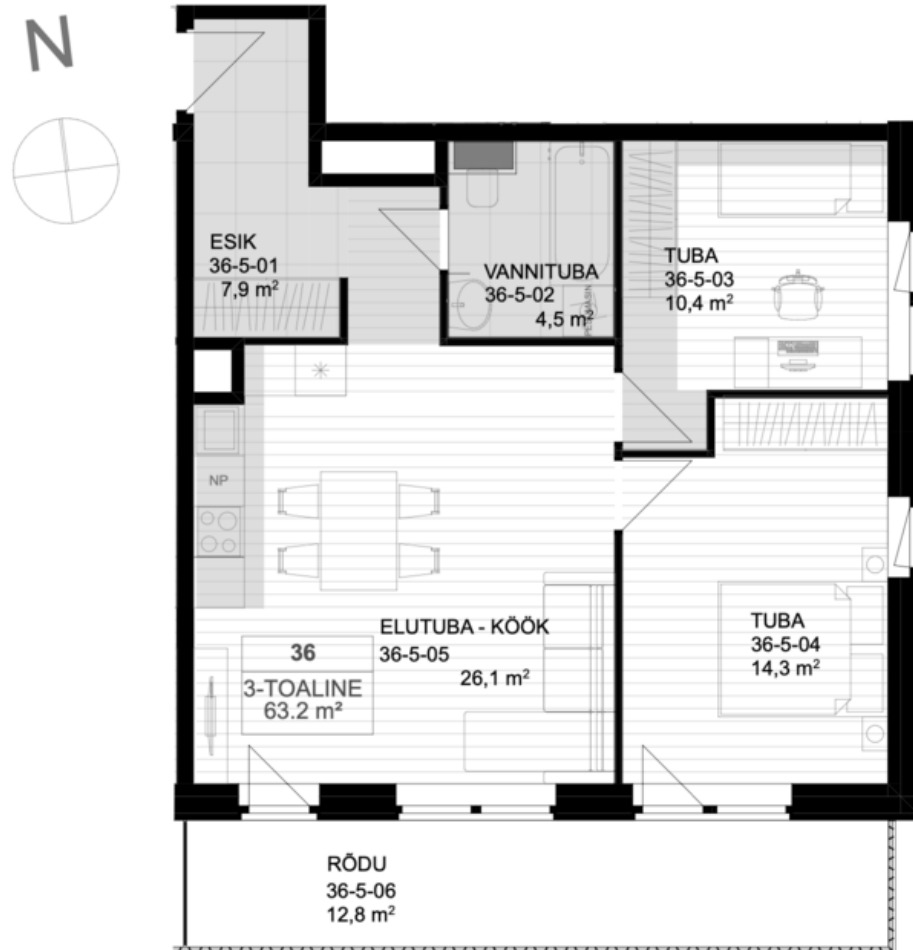 N
ESIK
36-5-01
7,9 m²
VANNITUBA
36-5-02
4,5 m²
PESUMASIN
TUBA
36-5-03
10,4 m²
NP
ELUTUBA - KÖÖK
36-5-05
26,1 m²
36
3-TOALINE
63.2 m²
TUBA
36-5-04
14,3 m²
RÕDU
36-5-06
12,8 m²